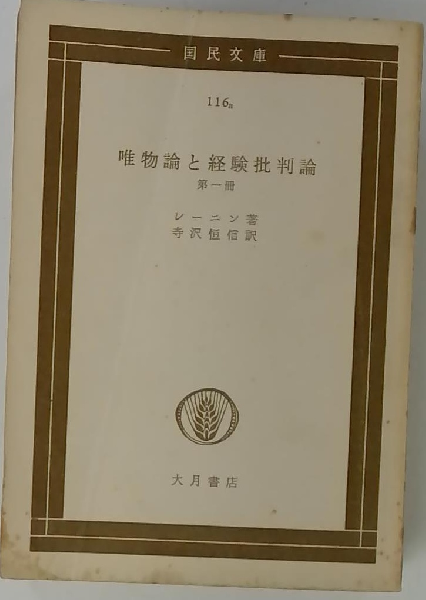 国民文庫
116a
唯物論と経験批判論
第一冊
レーニン著
寺沢恒信訳
大月書店